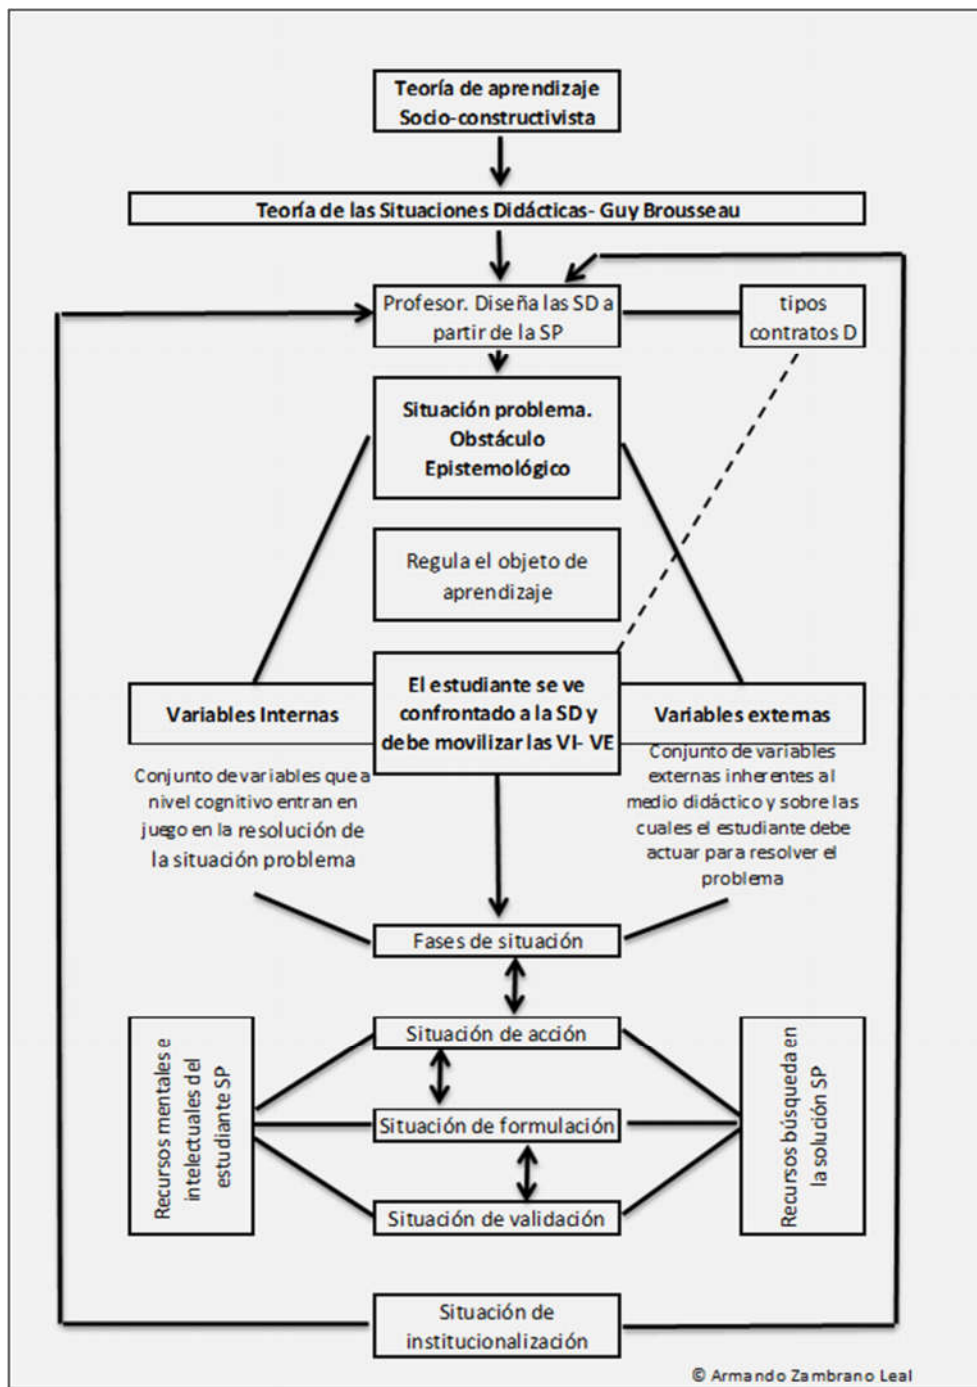 Teoría de aprendizaje
Socio-constructivista
Teoría de las Situaciones Didácticas- Guy Brousseau
Profesor. Diseña las SD a
partir de la SP
tipos
contratos D
Situación problema.
Obstáculo
Epistemológico
Regula el objeto de
aprendizaje
El estudiante se ve
confrontado a la SD y
debe movilizar las VI- VE
Variables Internas
Variables externas
Conjunto de variables que a
nivel cognitivo entran en
juego en la resolución de
la situación problema
Conjunto de variables
externas inherentes al
medio didáctico y sobre las
cuales el estudiante debe
actuar para resolver el
problema
Fases de situación
Situación de acción
Recursos mentales e
intelectuales del
estudiante SP
Situación de formulación
Recursos búsqueda en
la solución SP
Situación de validación
Situación de
institucionalización
© Armando Zambrano Leal